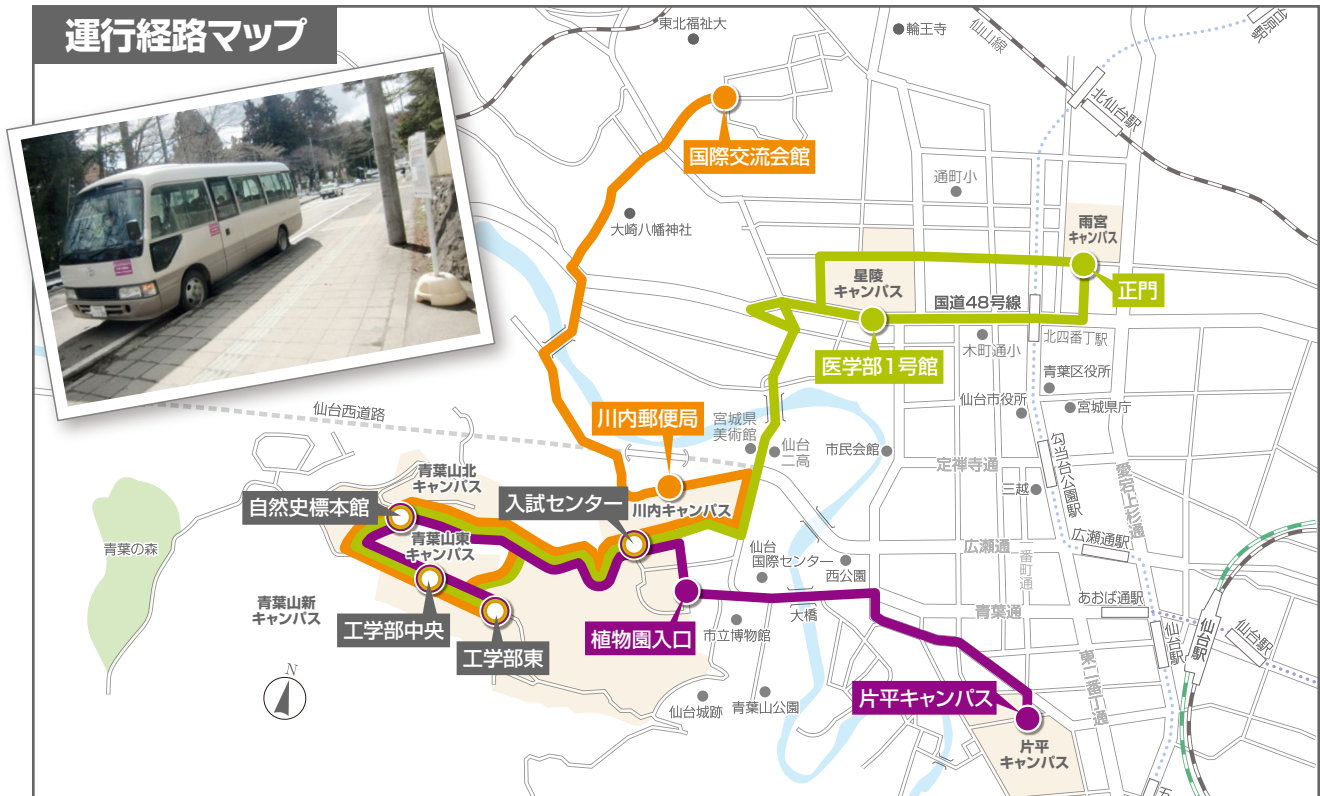 運行経路マップ
東北福祉大
輪王寺
仙山線
台原駅
北仙台駅
国際交流会館
通町小
大崎八幡神社
雨宮
キャンパス
星陵
キャンパス
国道48号線
正門
医学部1号館
木町通小
北四番丁駅
青葉区役所
仙台市役所
宮城県庁
仙台西道路
川内郵便局
宮城県
美術館
仙台
二高
市民会館
定禅寺通
勾当台公園駅
愛宕上杉通
三越
青葉山北
キャンパス
自然史標本館
入試センター
川内キャンパス
青葉山東
キャンパス
青葉の森
仙台
国際センター
西公園
広瀬通
一番町通
広瀬通駅
青葉山新
キャンパス
工学部中央
工学部東
植物園入口
市立博物館
大橋
青葉通
あおば通駅
仙台駅
仙台駅
仙台駅
東二番丁通
N
仙台城跡
青葉山公園
片平キャンパス
片平
キャンパス
五